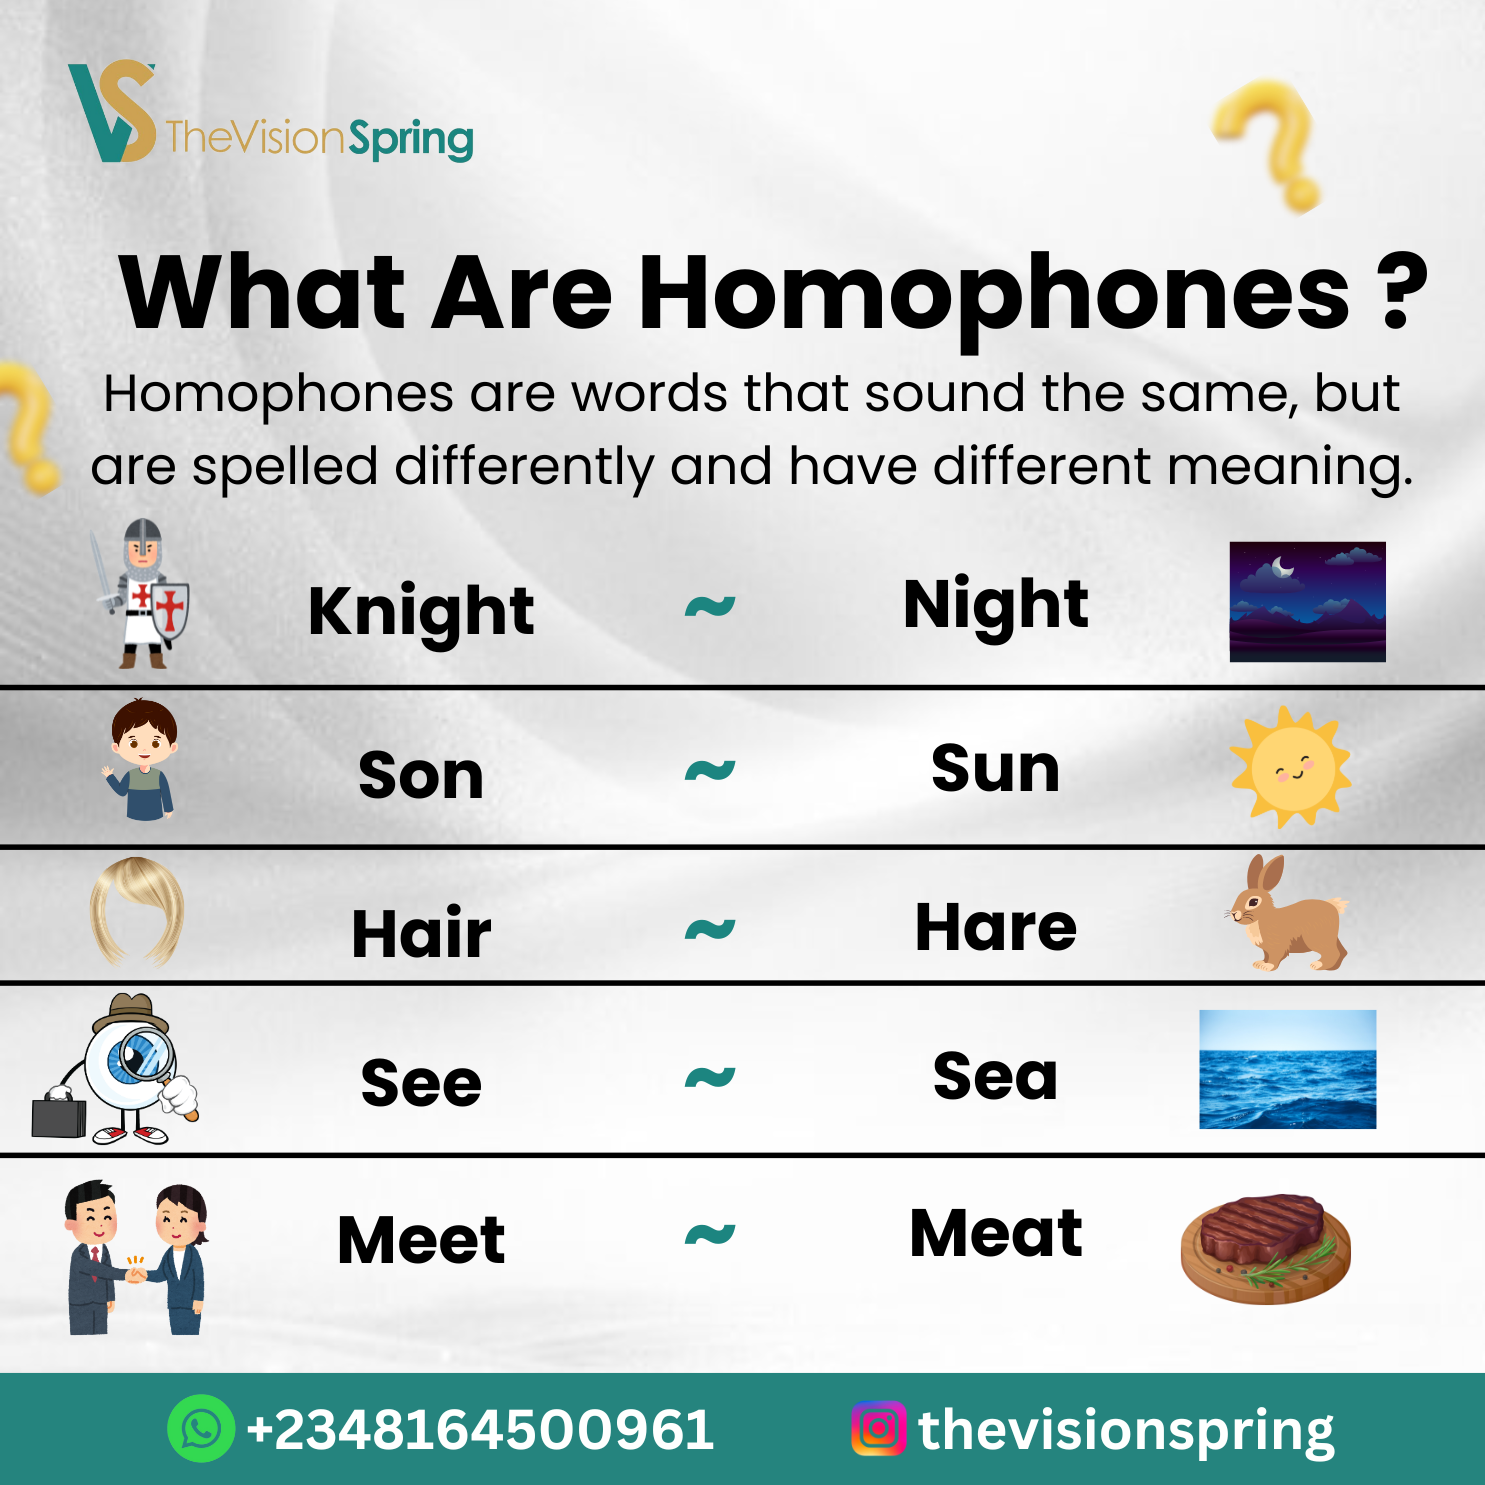 VS TheVisionSpring
What Are Homophones ?
Homophones are words that sound the same, but
are spelled differently and have different meaning.
Knight ~ Night
Son ~ Sun
Hair ~ Hare
See ~ Sea
Meet ~ Meat
+2348164500961 thevisionspring